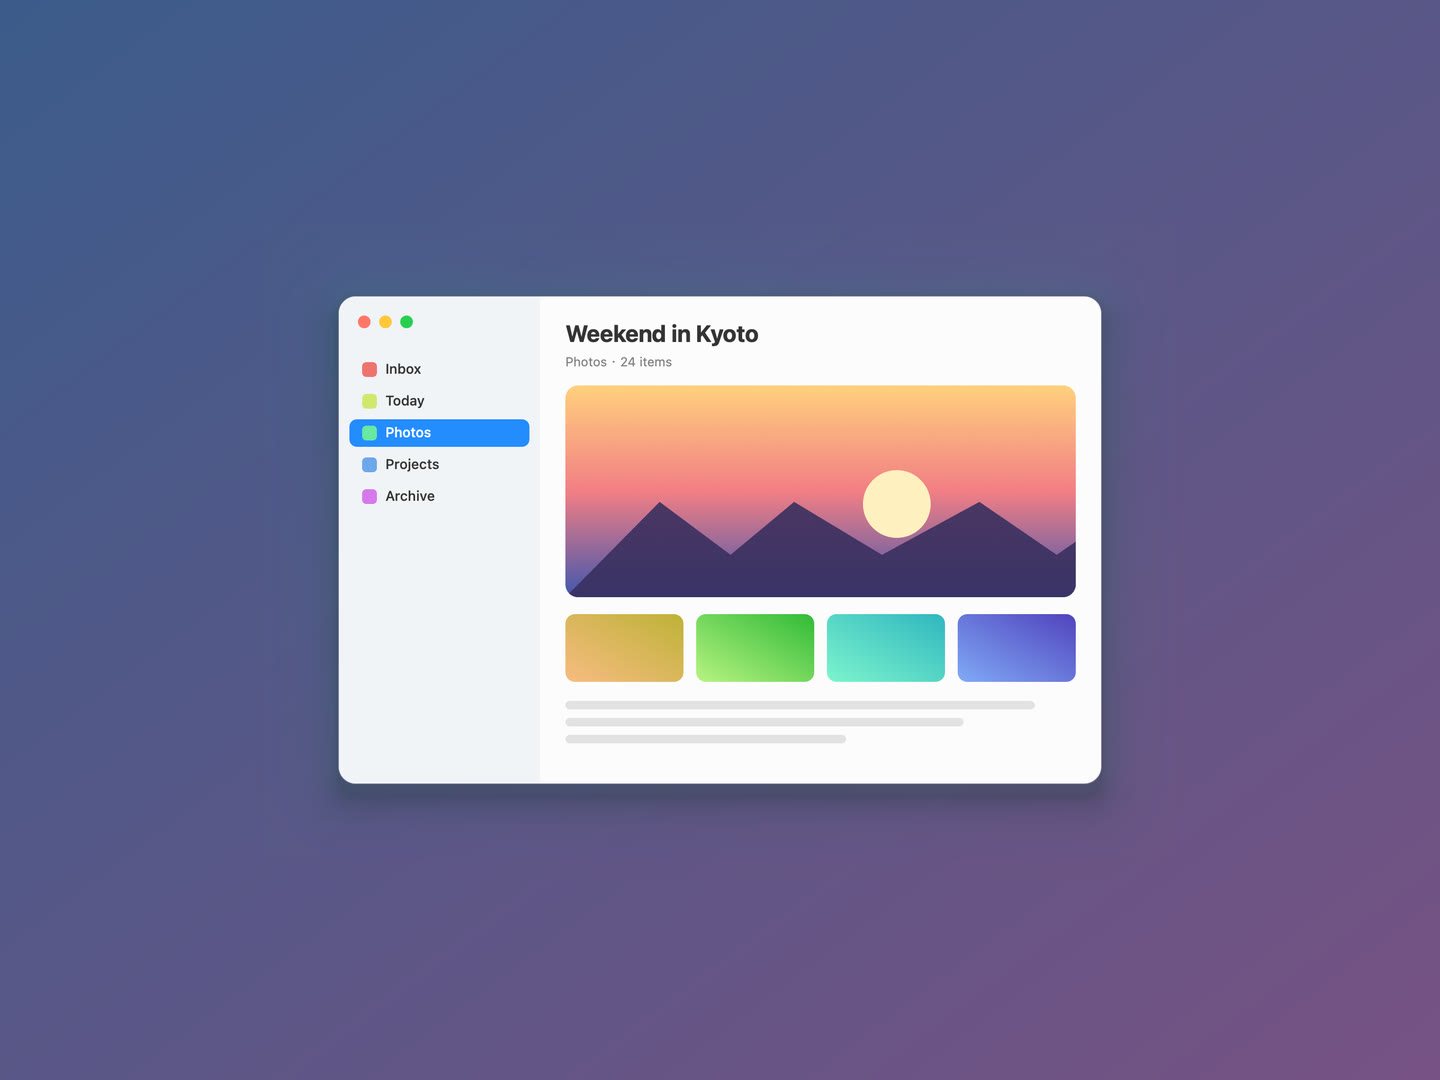 Inbox
Today
Photos
Projects
Archive
Weekend in Kyoto
Photos · 24 items